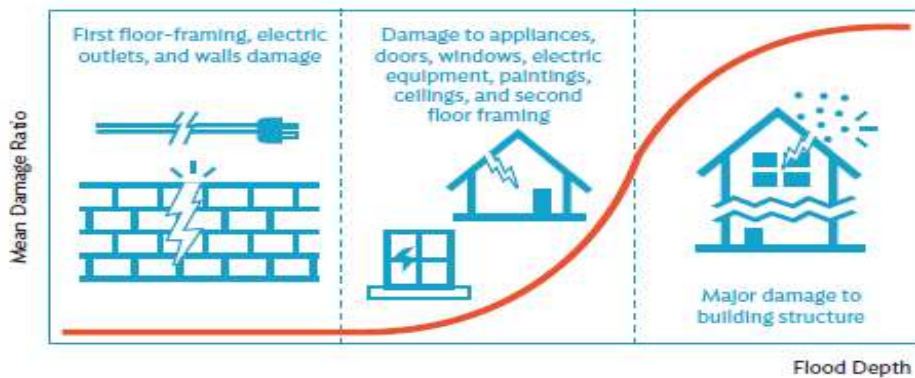 First floor-framing, electric
outlets, and walls damage
Damage to appliances,
doors, windows, electric
equipment, paintings,
ceilings, and second
floor framing
Major damage to
building structure
Mean Damage Ratio
Flood Depth